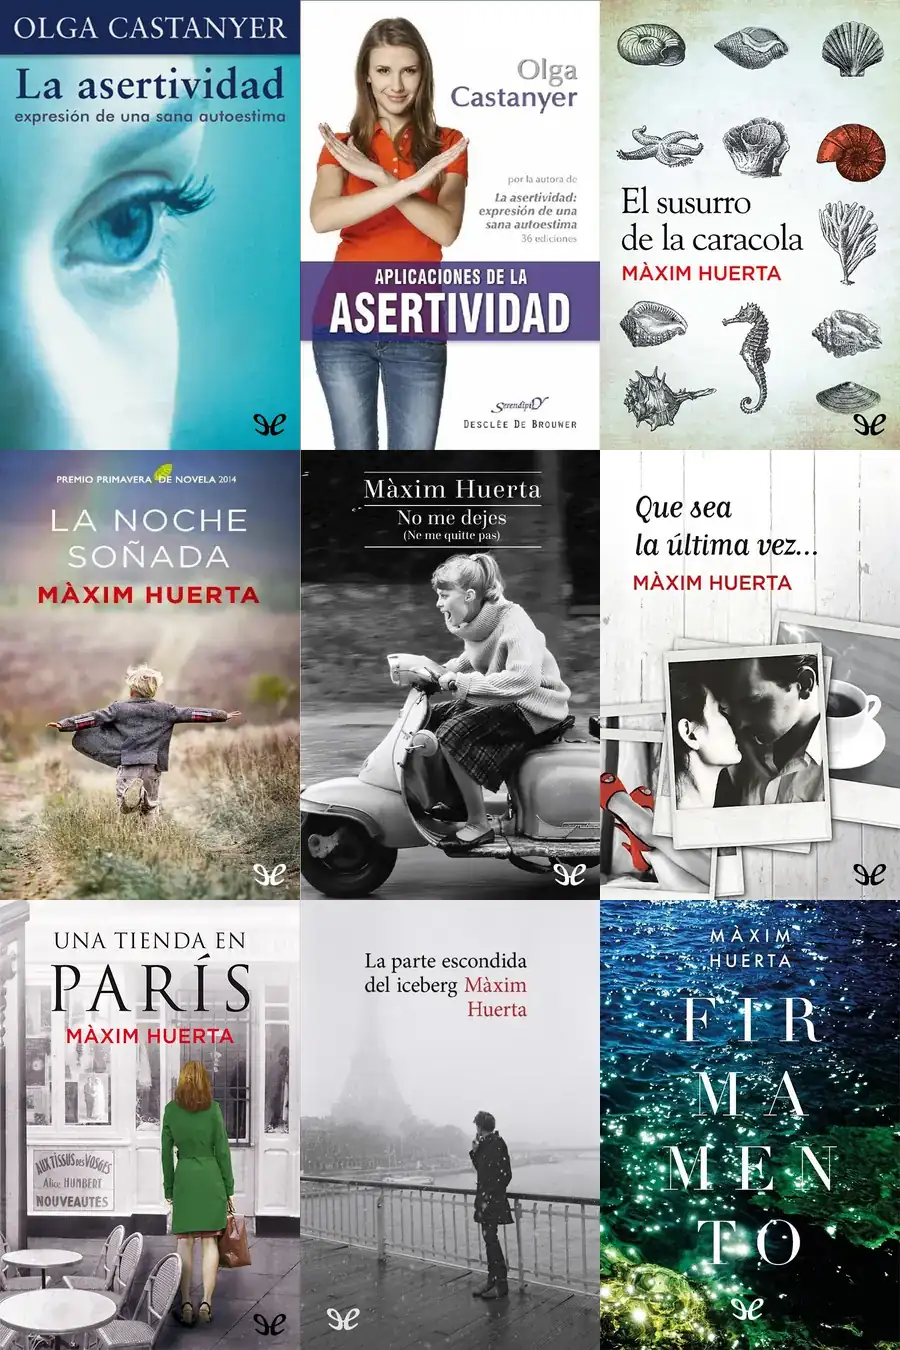 OLGA CASTANYER
La asertividad
expresión de una sana autoestima
Olga
Castanyer
por la autora de
La asertividad:
expresión de una
sana autoestima
36 ediciones
APLICACIONES DE LA
ASERTIVIDAD
Serendipity
DESCLÉE DE BROUWER
El susurro
de la caracola
MÀXIM HUERTA
PREMIO PRIMAVERA DE NOVELA 2014
LA NOCHE
SOÑADA
MÀXIM HUERTA
Màxim Huerta
No me dejes
(Ne me quitte pas)
Que sea
la última vez...
MÀXIM HUERTA
UNA TIENDA EN
PARÍS
MÀXIM HUERTA
AUX TISSUS DES VOSGES
Alice HUMBERT
NOUVEAUTÉS
La parte escondida
del iceberg Màxim
Huerta
MÀXIM
HUERTA
FIR
MA
MEN
TO